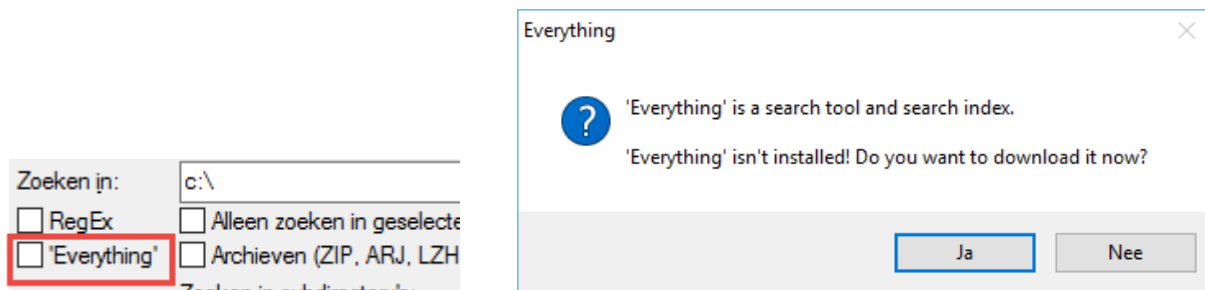 Zoeken in:
c:\
RegEx
Alleen zoeken in geselecte
'Everything'
Archieven (ZIP, ARJ, LZH
Everything
'Everything' is a search tool and search index.
'Everything' isn't installed! Do you want to download it now?
Ja
Nee